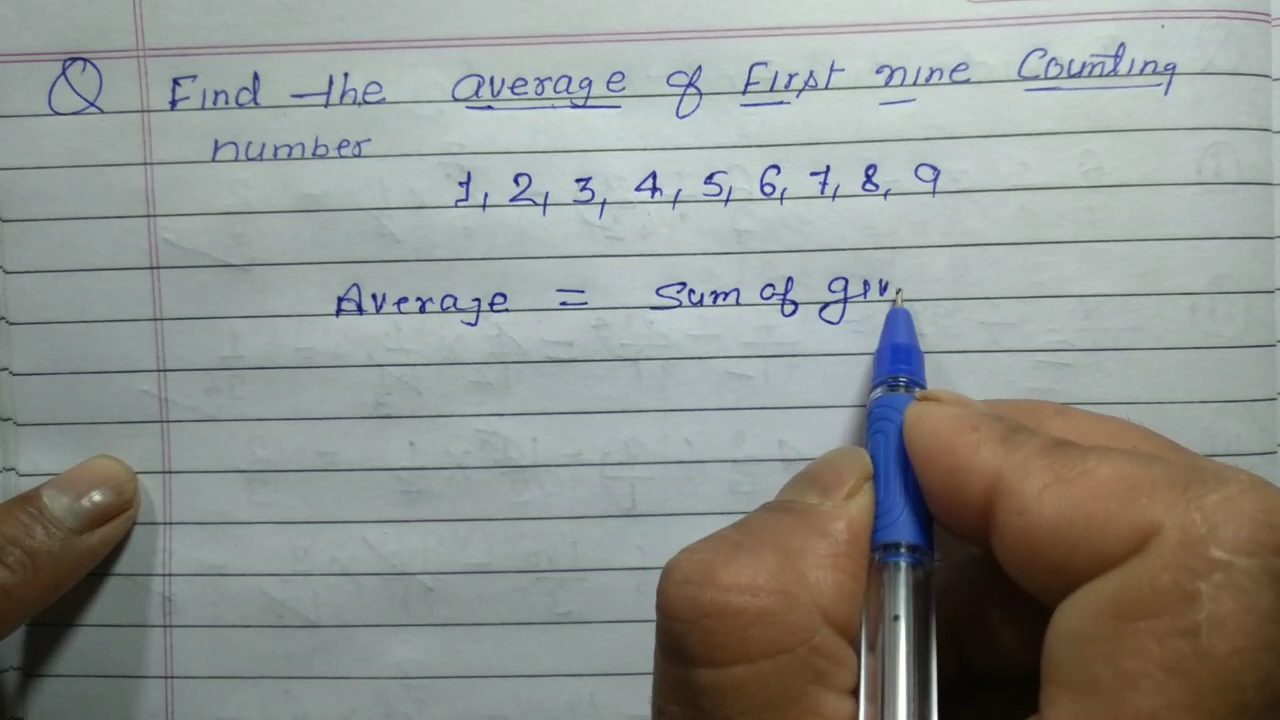 Q Find the average of First nine Counting
number
1, 2, 3, 4, 5, 6, 7, 8, 9
Average = Sum of giv